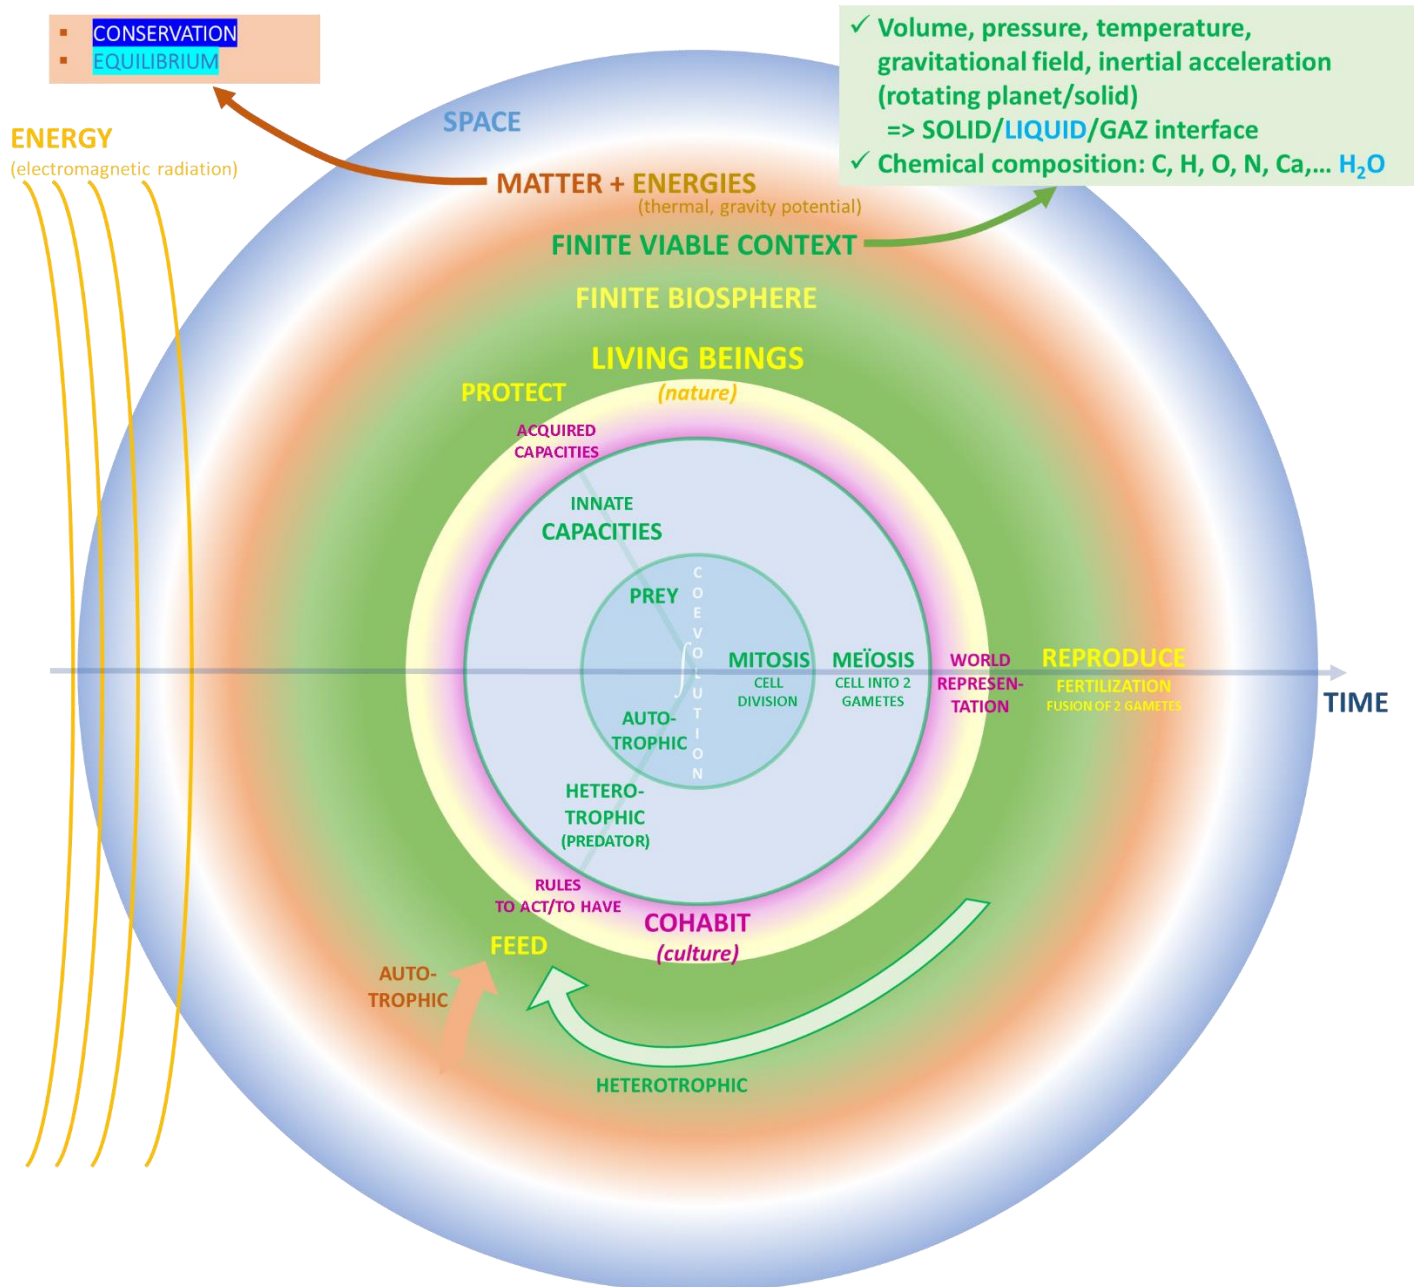 CONSERVATION
EQUILIBRIUM
Volume, pressure, temperature,
gravitational field, inertial acceleration
(rotating planet/solid)
=> SOLID/LIQUID/GAZ interface
Chemical composition: C, H, O, N, Ca,... H₂O
ENERGY
(electromagnetic radiation)
SPACE
MATTER + ENERGIES
(thermal, gravity potential)
FINITE VIABLE CONTEXT
FINITE BIOSPHERE
LIVING BEINGS
(nature)
PROTECT
ACQUIRED
CAPACITIES
INNATE
CAPACITIES
PREY
COEVOLUTION
∫
MITOSIS
CELL
DIVISION
MEÏOSIS
CELL INTO 2
GAMETES
WORLD
REPRESEN-
TATION
REPRODUCE
FERTILIZATION
FUSION OF 2 GAMETES
TIME
AUTO-
TROPHIC
HETERO-
TROPHIC
(PREDATOR)
RULES
TO ACT/TO HAVE
COHABIT
(culture)
FEED
AUTO-
TROPHIC
HETEROTROPHIC